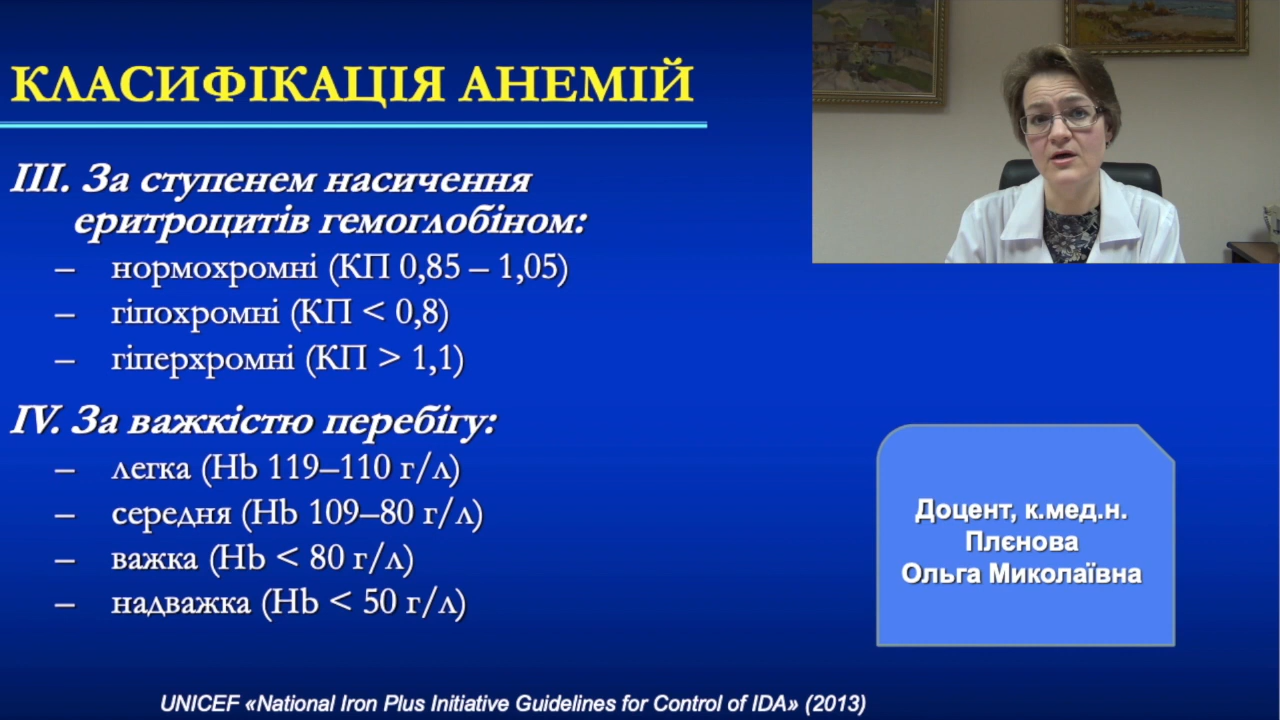 КЛАСИФІКАЦІЯ АНЕМІЙ
III. За ступенем насичення
еритроцитів гемоглобіном:
– нормохромні (КП 0,85 – 1,05)
– гіпохромні (КП < 0,8)
– гіперхромні (КП > 1,1)
IV. За важкістю перебігу:
– легка (Hb 119–110 г/л)
– середня (Hb 109–80 г/л)
– важка (Hb < 80 г/л)
– надважка (Hb < 50 г/л)
Доцент, к.мед.н.
Плєнова
Ольга Миколаївна
UNICEF «National Iron Plus Initiative Guidelines for Control of IDA» (2013)